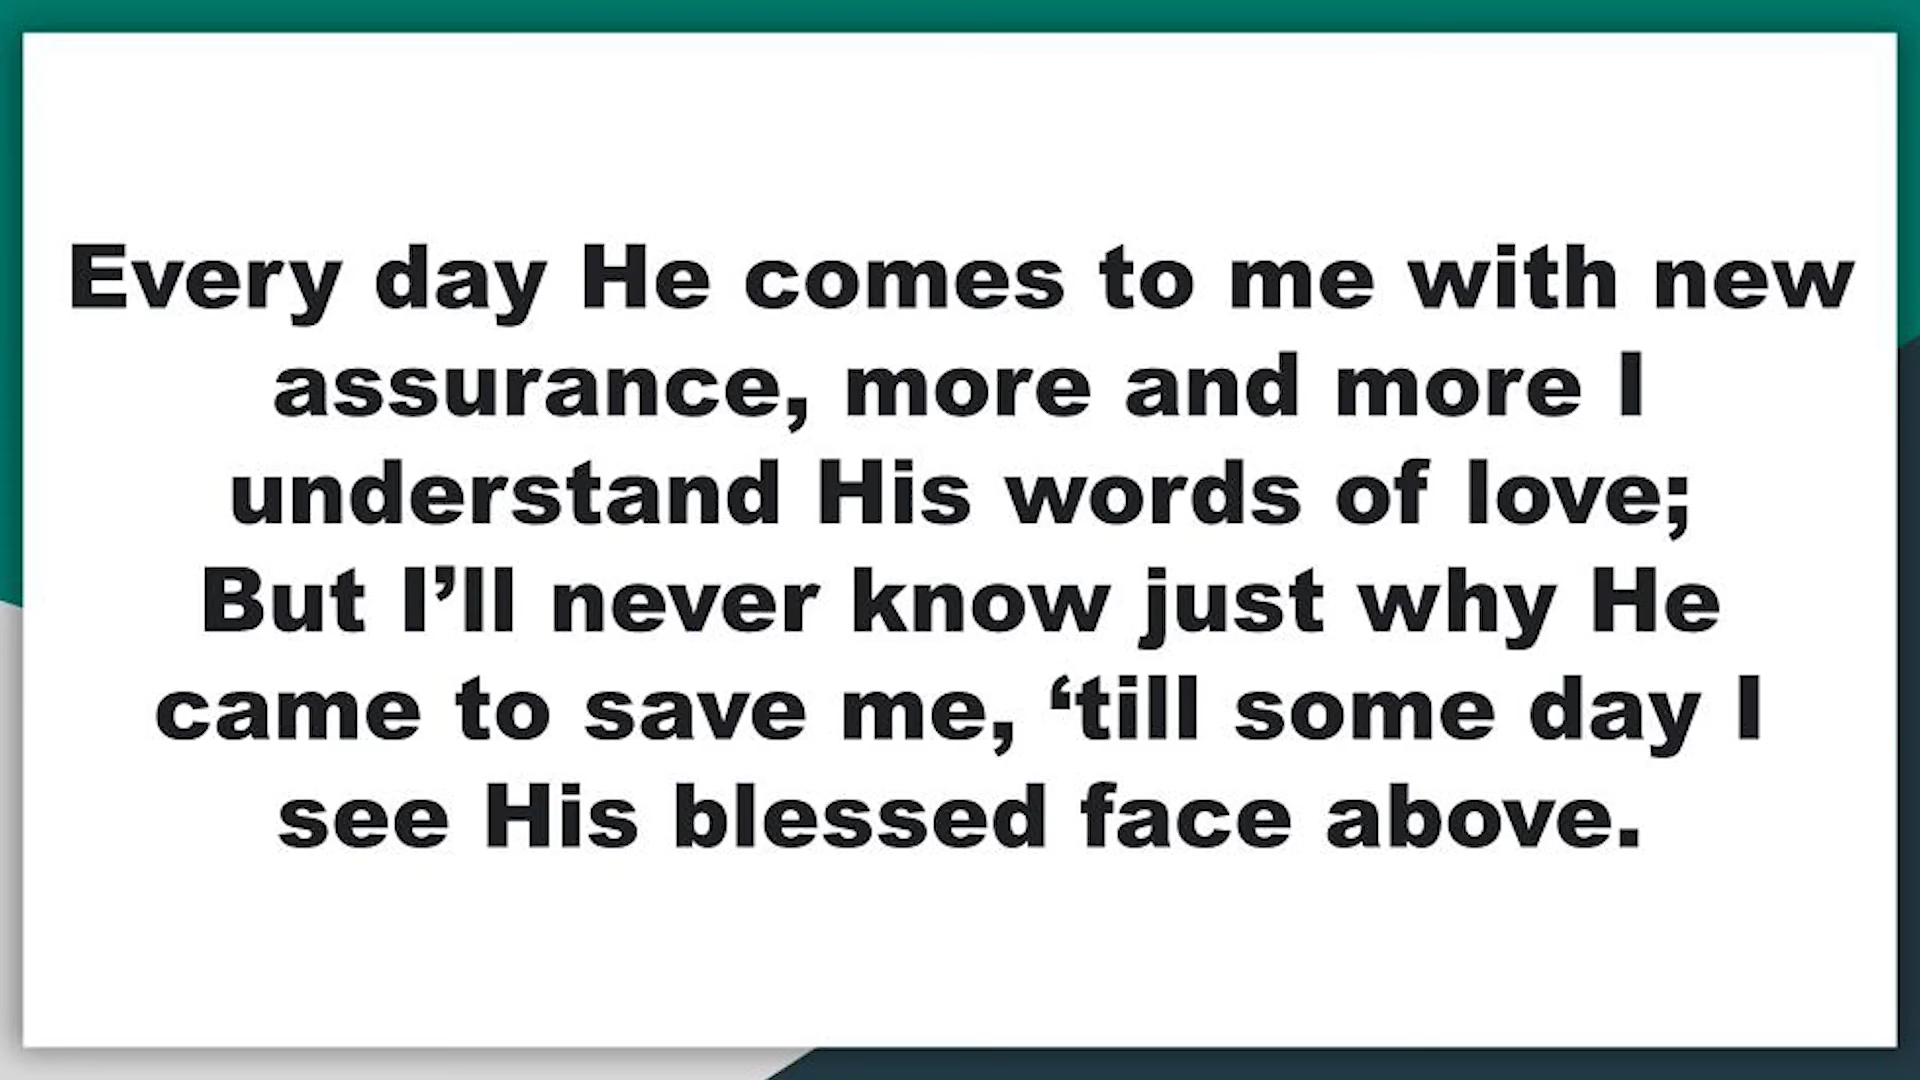 Every day He comes to me with new
assurance, more and more I
understand His words of love;
But I’ll never know just why He
came to save me, ‘till some day I
see His blessed face above.